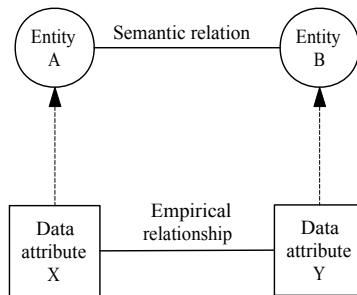 Entity
A
Semantic relation
Entity
B
Data
attribute
X
Empirical
relationship
Data
attribute
Y